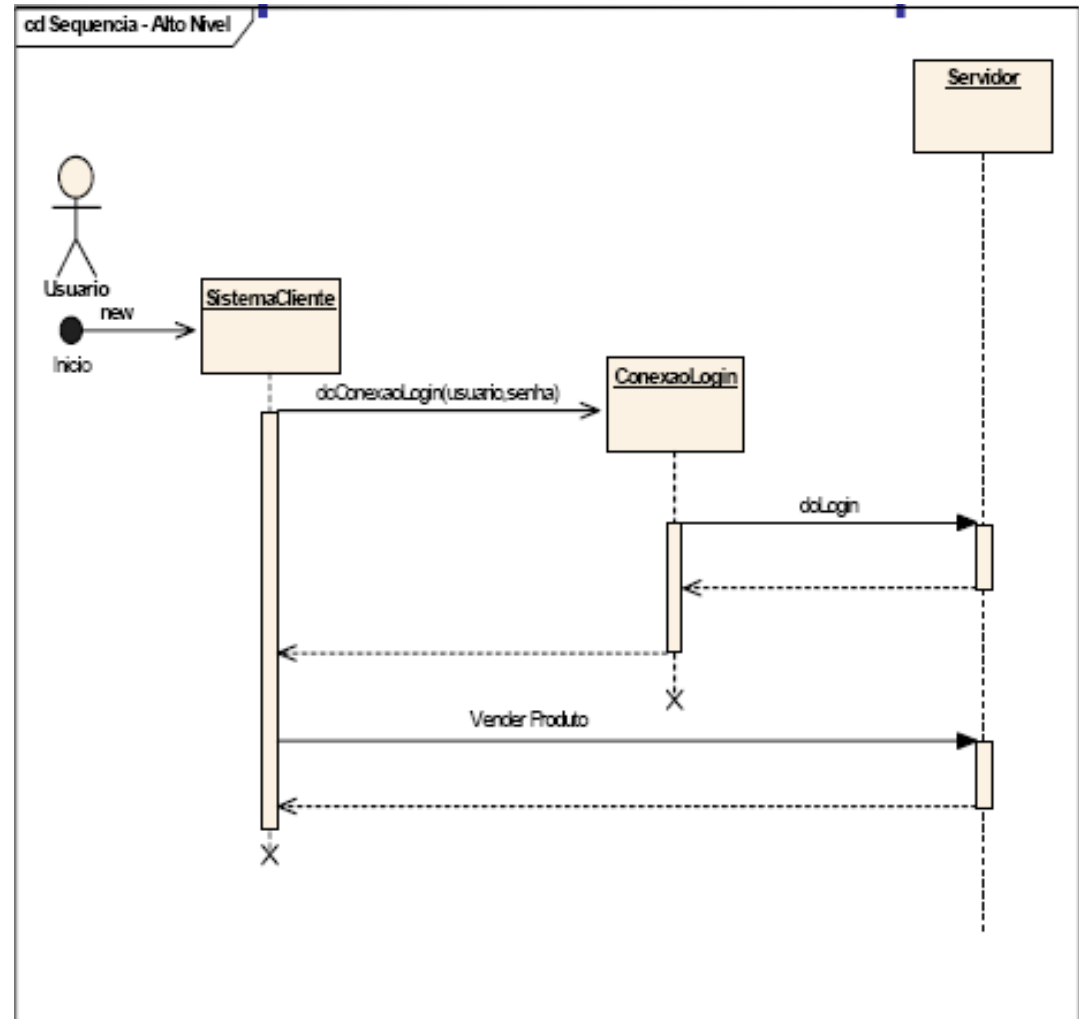 cd Sequencia - Alto Nivel
Servidor
Usuario
new
SistemaCliente
Inicio
doConexaoLogin(usuario,senha)
ConexaoLogin
doLogin
Vender Produto